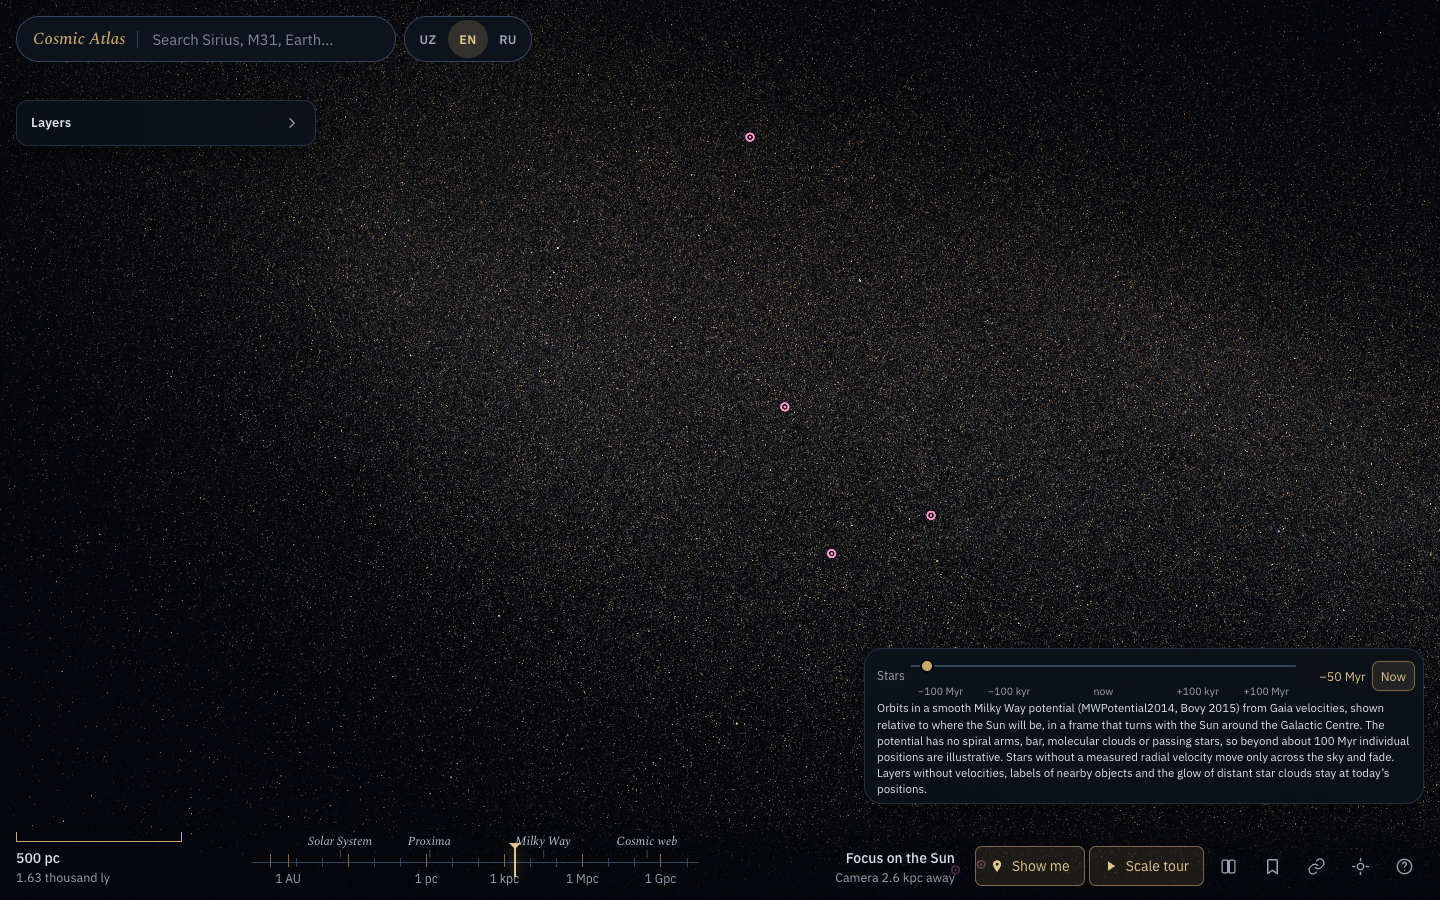 Cosmic Atlas
Search Sirius, M31, Earth...
UZ EN RU
Layers
Stars
−50 Myr
Now
−100 Myr −100 kyr now +100 kyr +100 Myr
Orbits in a smooth Milky Way potential (MWPotential2014, Bovy 2015) from Gaia velocities, shown
relative to where the Sun will be, in a frame that turns with the Sun around the Galactic Centre. The
potential has no spiral arms, bar, molecular clouds or passing stars, so beyond about 100 Myr individual
positions are illustrative. Stars without a measured radial velocity move only across the sky and fade.
Layers without velocities, labels of nearby objects and the glow of distant star clouds stay at today’s
positions.
500 pc
1.63 thousand ly
Solar System Proxima Milky Way Cosmic web
1 AU 1 pc 1 kpc 1 Mpc 1 Gpc
Focus on the Sun
Camera 2.6 kpc away
Show me
Scale tour